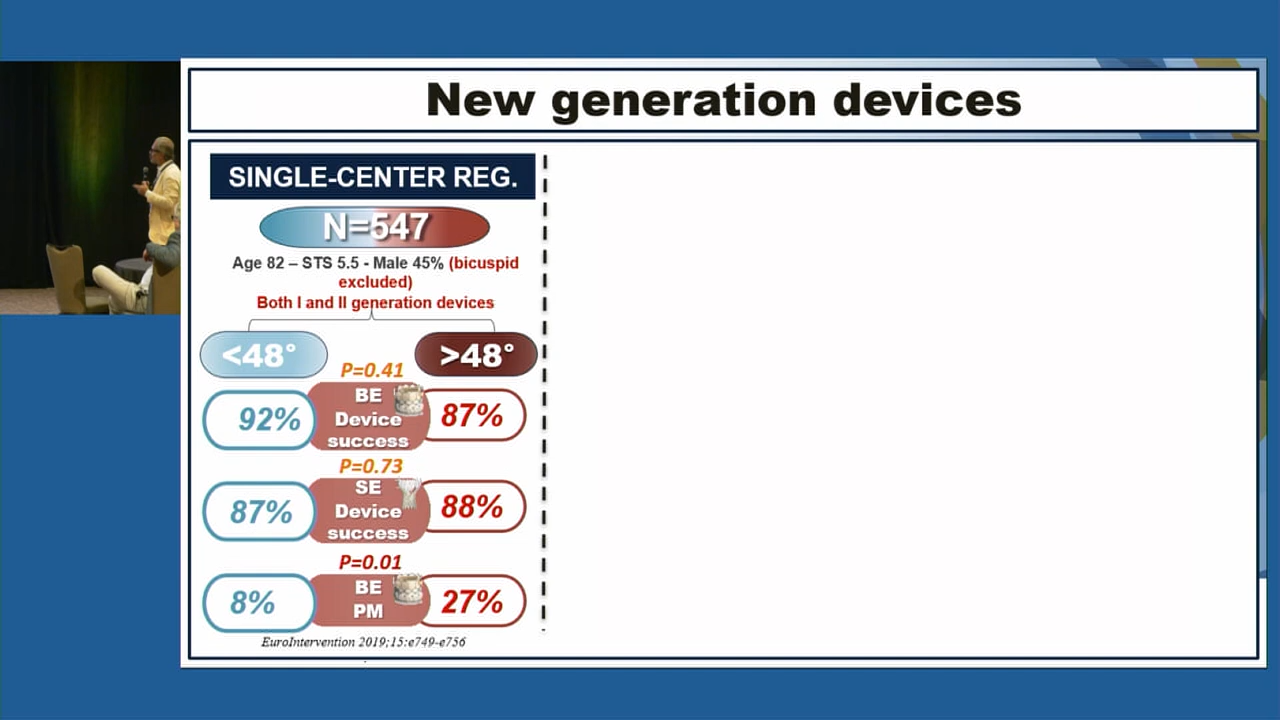 New generation devices
SINGLE-CENTER REG.
N=547
Age 82 – STS 5.5 - Male 45% (bicuspid
excluded)
Both I and II generation devices
<48°
>48°
P=0.41
92%
BE
Device
success
87%
P=0.73
87%
SE
Device
success
88%
P=0.01
8%
BE
PM
27%
EuroIntervention 2019;15:e749-e756